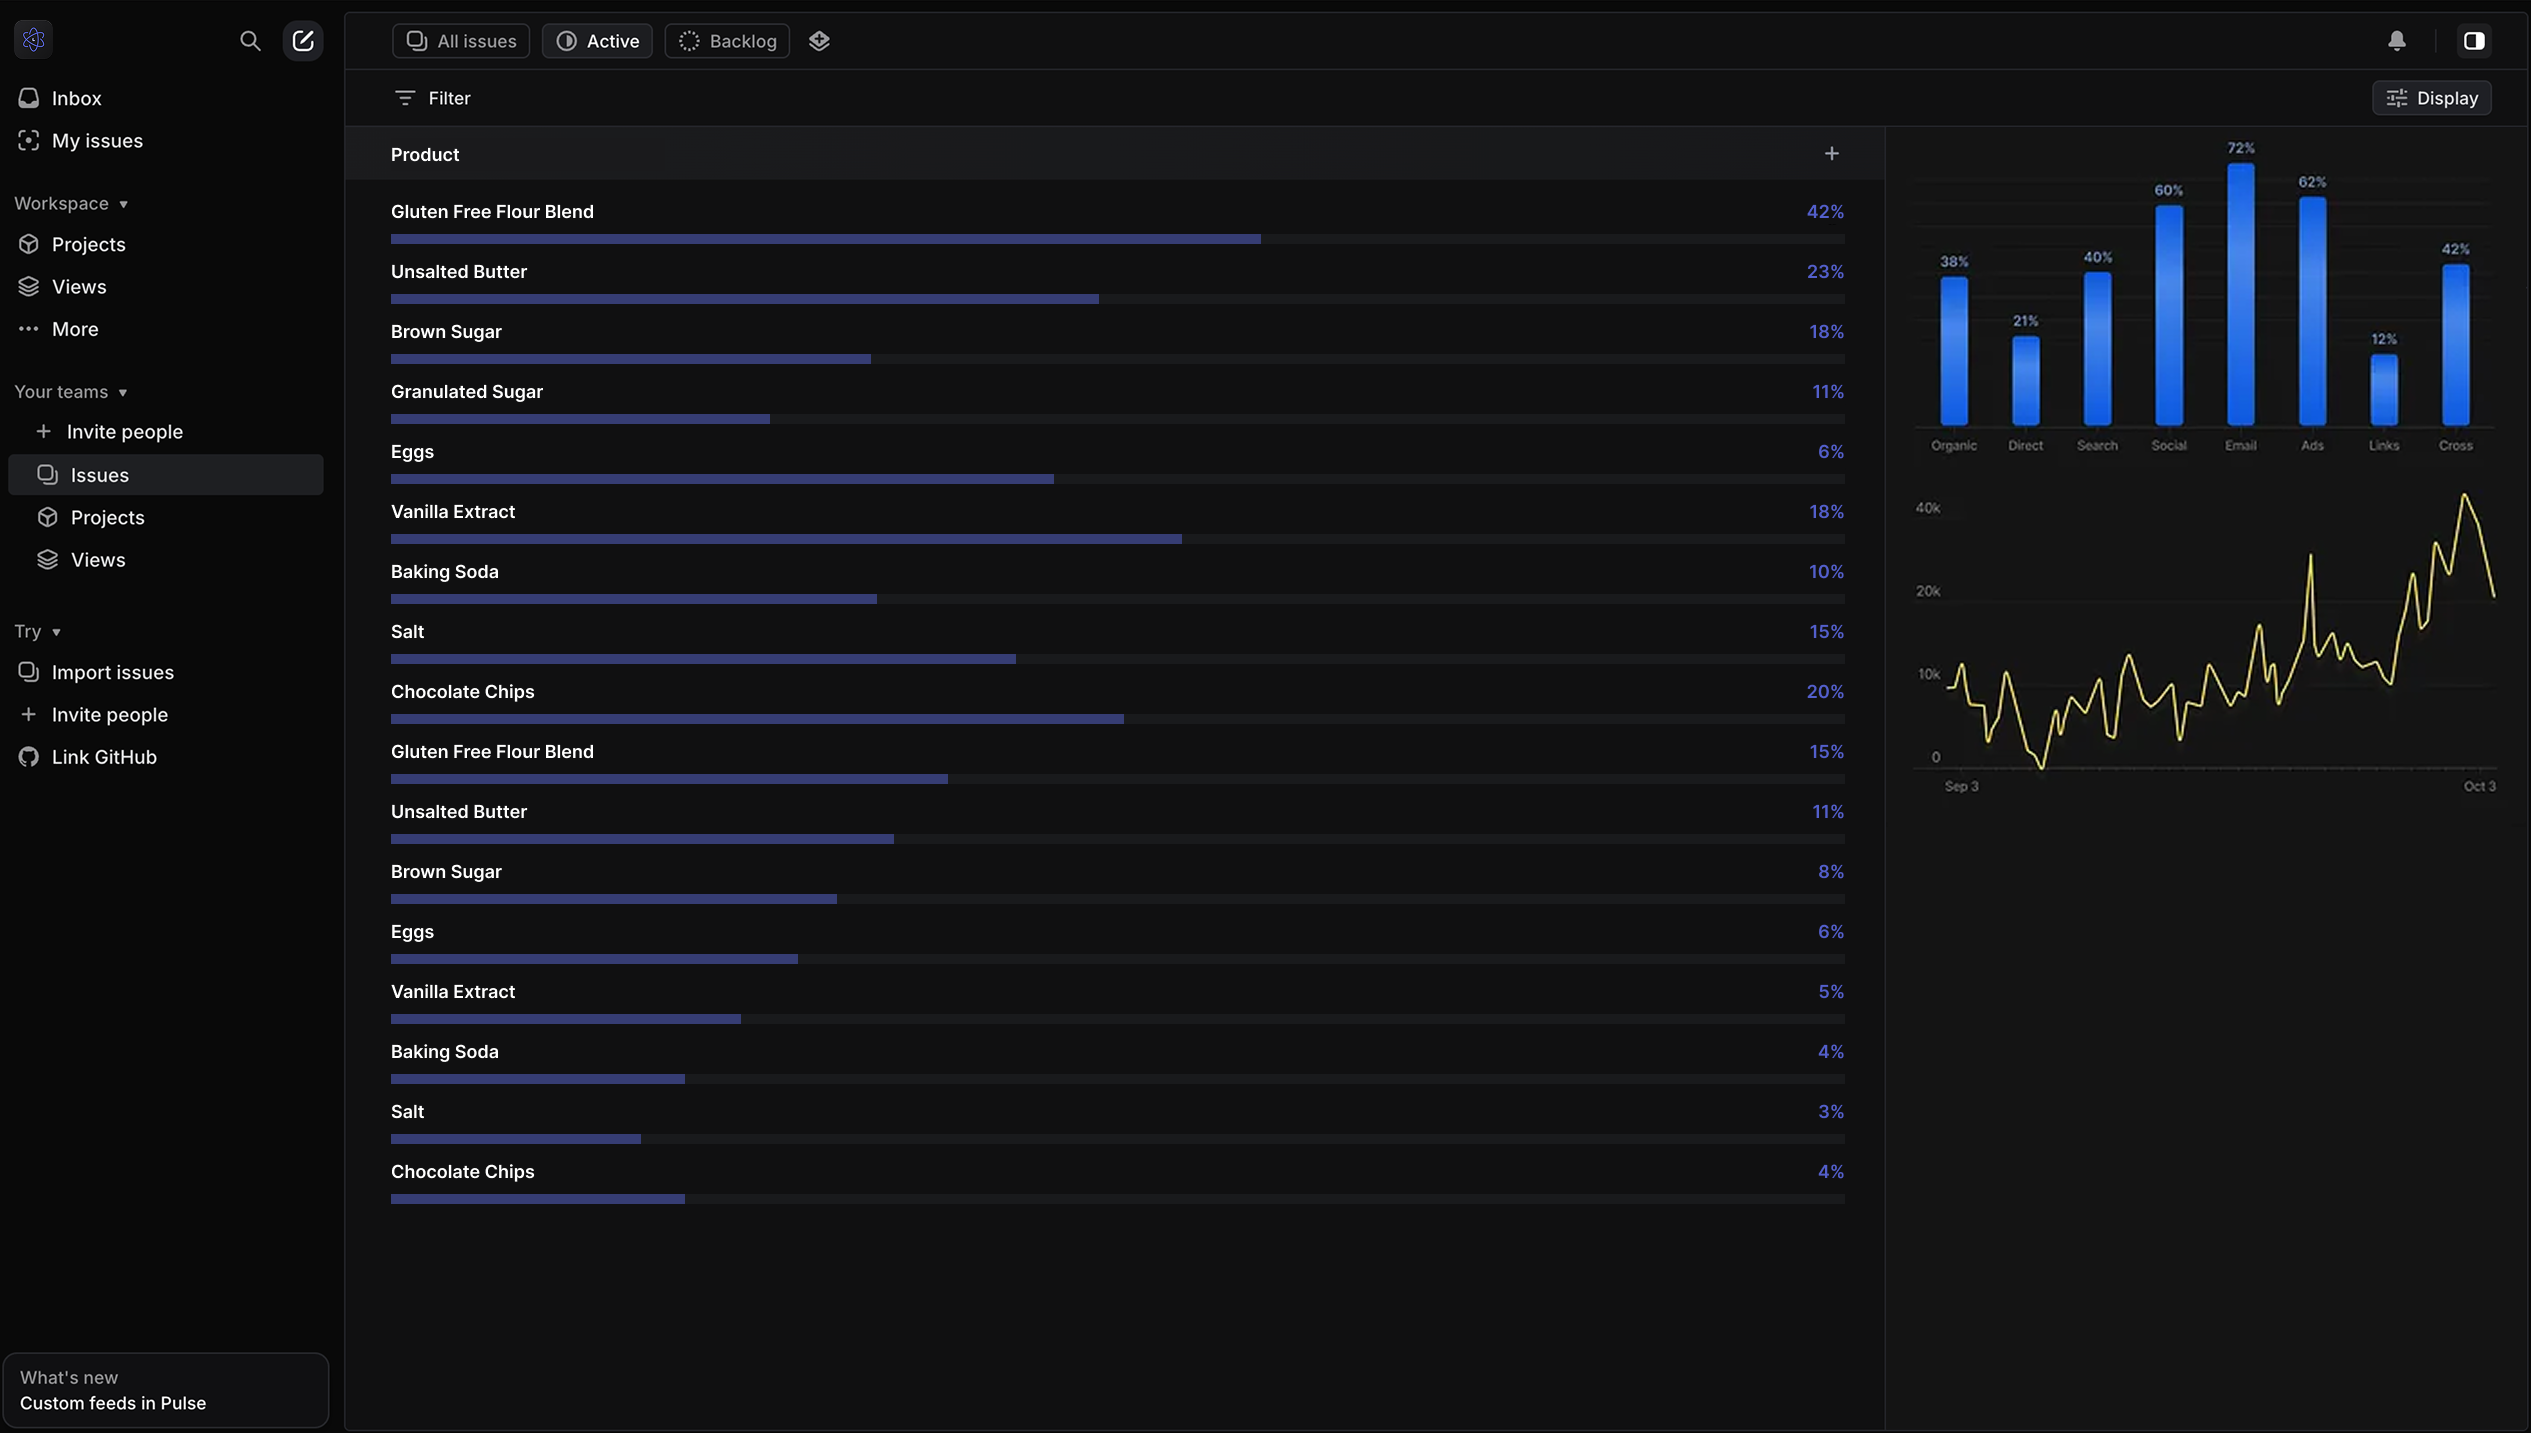 Inbox
My issues
Workspace
Projects
Views
More
Your teams
Invite people
Issues
Projects
Views
Try
Import issues
Invite people
Link GitHub
What's new
Custom feeds in Pulse
All issues
Active
Backlog
Filter
Display
Product
Gluten Free Flour Blend 42%
Unsalted Butter 23%
Brown Sugar 18%
Granulated Sugar 11%
Eggs 6%
Vanilla Extract 18%
Baking Soda 10%
Salt 15%
Chocolate Chips 20%
Gluten Free Flour Blend 15%
Unsalted Butter 11%
Brown Sugar 8%
Eggs 6%
Vanilla Extract 5%
Baking Soda 4%
Salt 3%
Chocolate Chips 4%
38% 21% 40% 60% 72% 62% 12% 42%
Organic Direct Search Social Email Ads Links Cross
40k
20k
10k
0
Sep 3 Oct 3